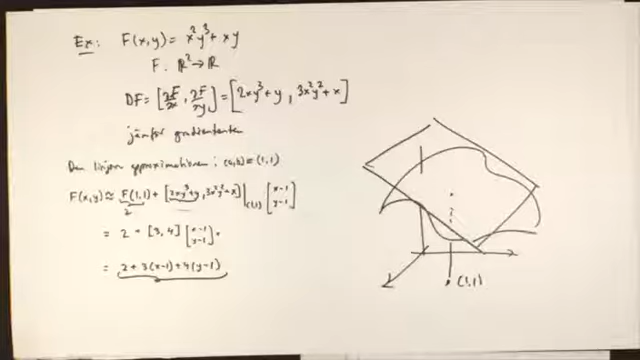 Ex: F(x,y) = x²y³ + xy
F: ℝ² → ℝ
DF = [∂F/∂x, ∂F/∂y] = [2xy³+y, 3x²y²+x]
jämför gradienten
Den linjära approximationen i (a,b) = (1,1)
F(x,y) ≈ F(1,1) + [2xy³+y, 3x²y²+x]|(1,1) [x-1 y-1]
2
= 2 + [3, 4] [x-1 y-1]
= 2 + 3(x-1) + 4(y-1)
(1,1)